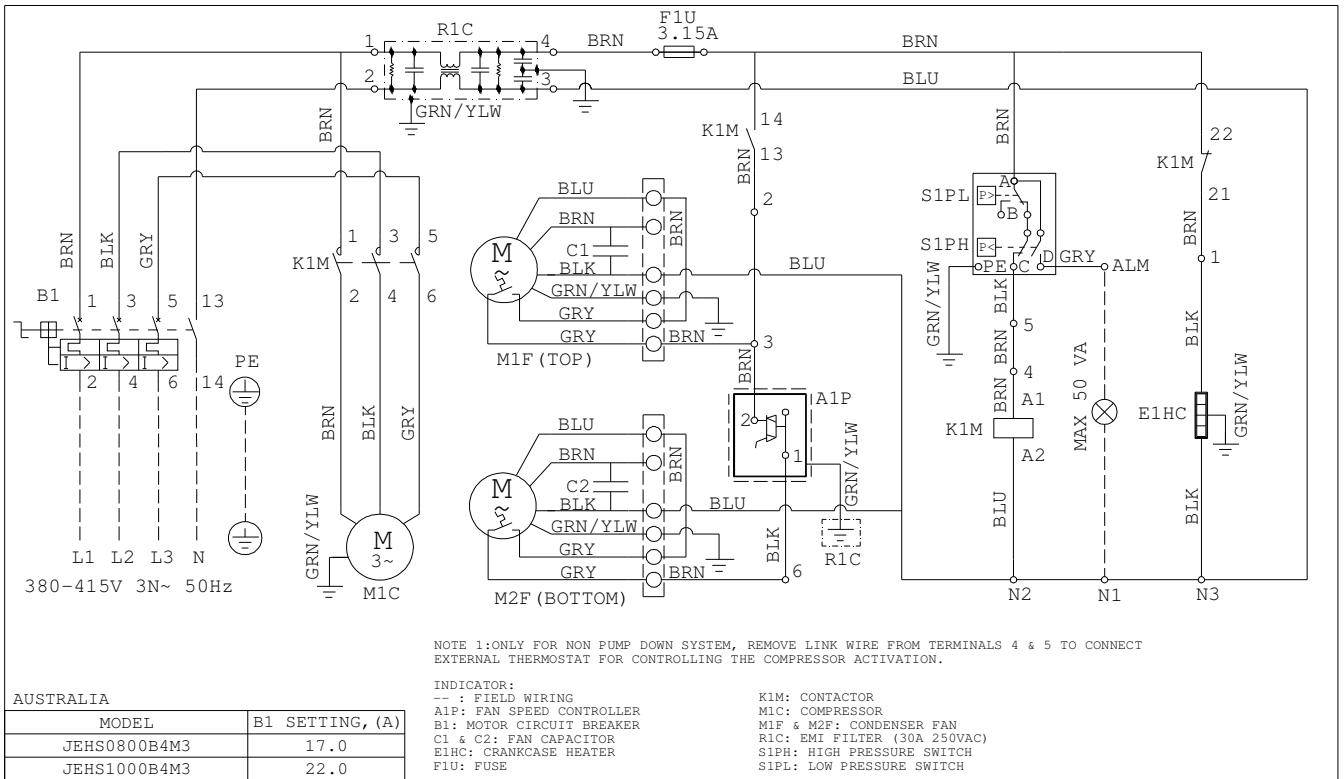 R1C
F1U
3.15A
1
4
BRN
BRN
2
3
BLU
GRN/YLW
BRN
14
K1M
13
BRN
2
BRN
22
K1M
21
BRN
1
BRN
BLK
GRY
B1
1
3
5
13
I >
I >
I >
2
4
6
14
PE
K1M
1
3
5
2
4
6
BRN
BLK
GRY
GRN/YLW
M
3~
M1C
L1
L2
L3
N
380-415V 3N~ 50Hz
BLU
BRN
C1
BLK
GRN/YLW
GRY
GRY
BRN
BRN
M
~
M1F(TOP)
BLU
3
BRN
BLU
BRN
C2
BLK
GRN/YLW
GRY
GRY
BRN
BRN
M
~
M2F(BOTTOM)
BLU
A1P
2
1
GRN/YLW
R1C
BLK
6
S1PL
P>
A
B
S1PH
P<
PE
C
D
GRY
ALM
GRN/YLW
BLK
5
BRN
4
BRN
A1
K1M
A2
BLU
MAX 50 VA
BLK
E1HC
GRN/YLW
BLK
N2
N1
N3
NOTE 1:ONLY FOR NON PUMP DOWN SYSTEM, REMOVE LINK WIRE FROM TERMINALS 4 & 5 TO CONNECT
EXTERNAL THERMOSTAT FOR CONTROLLING THE COMPRESSOR ACTIVATION.
INDICATOR:
-- : FIELD WIRING
A1P: FAN SPEED CONTROLLER
B1: MOTOR CIRCUIT BREAKER
C1 & C2: FAN CAPACITOR
E1HC: CRANKCASE HEATER
F1U: FUSE
K1M: CONTACTOR
M1C: COMPRESSOR
M1F & M2F: CONDENSER FAN
R1C: EMI FILTER (30A 250VAC)
S1PH: HIGH PRESSURE SWITCH
S1PL: LOW PRESSURE SWITCH
AUSTRALIA
MODEL
B1 SETTING,(A)
JEHS0800B4M3
17.0
JEHS1000B4M3
22.0